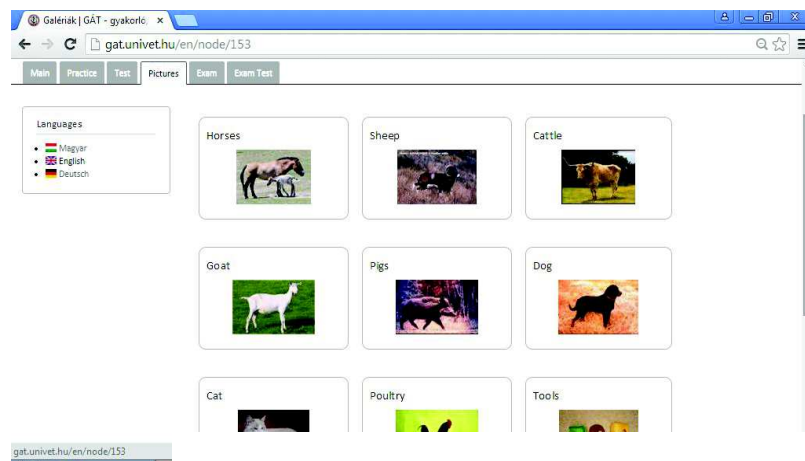 Galériák | GÁT - gyakorló
gat.univet.hu/en/node/153
Main Practice Test Pictures Exam Exam Test
Languages
Magyar
English
Deutsch
Horses Sheep Cattle
Goat Pigs Dog
Cat Poultry Tools
gat.univet.hu/en/node/153